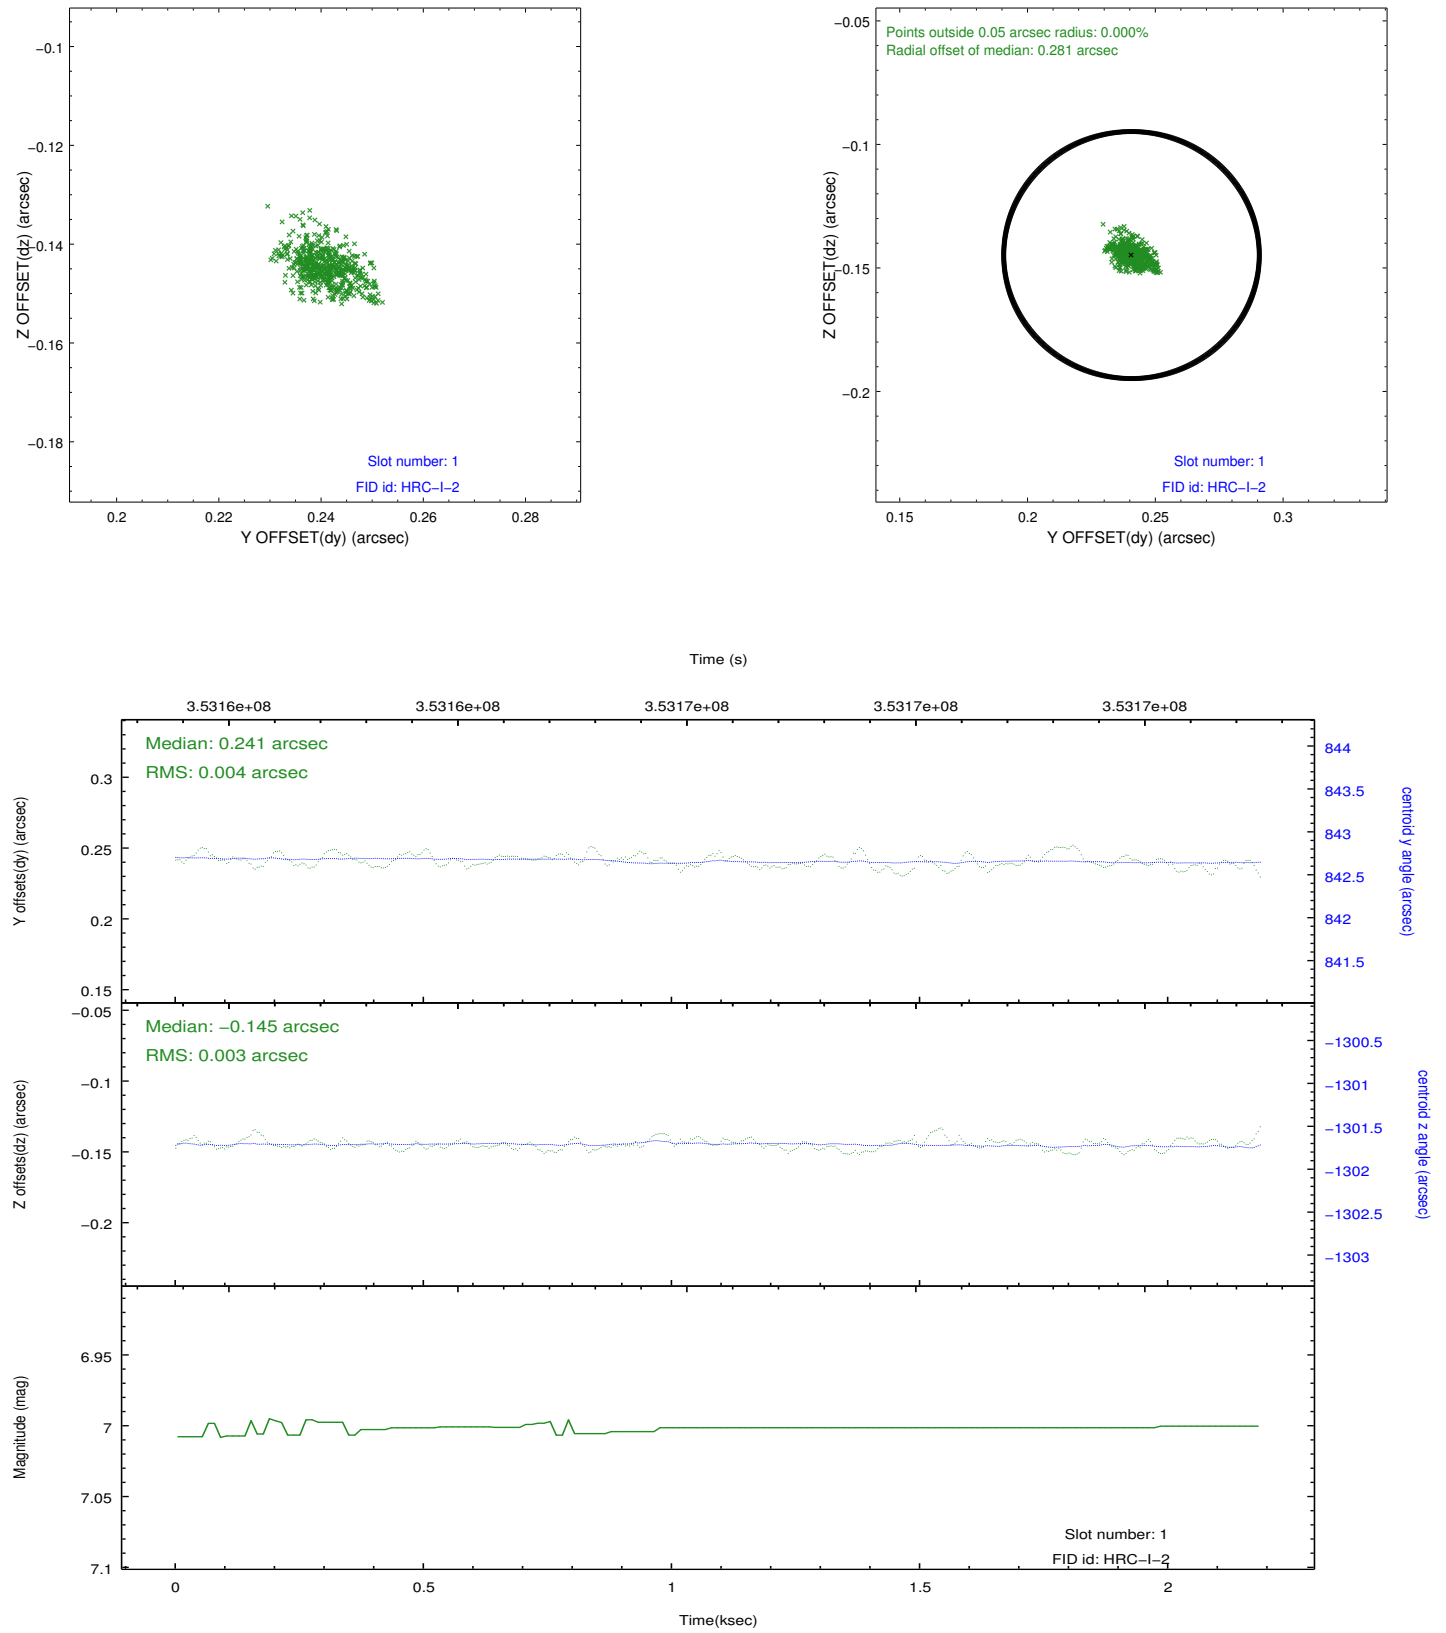 −0.1
−0.12
−0.14
−0.16
−0.18
Z OFFSET(dz) (arcsec)
Slot number: 1
FID id: HRC−I−2
0.2
0.22
0.24
0.26
0.28
Y OFFSET(dy) (arcsec)
Points outside 0.05 arcsec radius: 0.000%
Radial offset of median: 0.281 arcsec
−0.05
−0.1
−0.15
−0.2
Z OFFSET(dz) (arcsec)
Slot number: 1
FID id: HRC−I−2
0.15
0.2
0.25
0.3
Y OFFSET(dy) (arcsec)
Time (s)
3.5316e+08
3.5316e+08
3.5317e+08
3.5317e+08
3.5317e+08
Median: 0.241 arcsec
RMS: 0.004 arcsec
0.3
0.25
0.2
0.15
Y offsets(dy) (arcsec)
844
843.5
843
842.5
842
841.5
centroid y angle (arcsec)
Median: −0.145 arcsec
RMS: 0.003 arcsec
−0.05
−0.1
−0.15
−0.2
Z offsets(dz) (arcsec)
−1300.5
−1301
−1301.5
−1302
−1302.5
−1303
centroid z angle (arcsec)
6.95
7
7.05
7.1
Magnitude (mag)
Slot number: 1
FID id: HRC−I−2
0
0.5
1
1.5
2
Time(ksec)